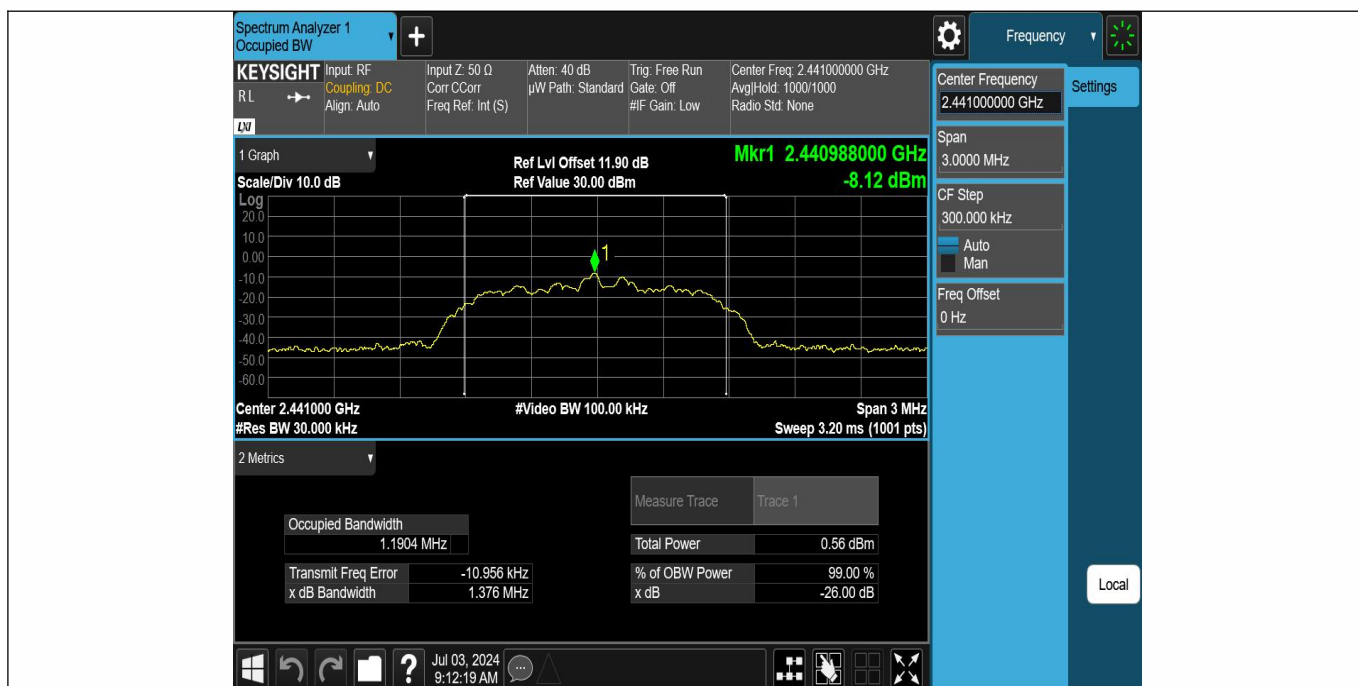 Spectrum Analyzer 1
Occupied BW
+
Frequency
KEYSIGHT
R L
LXI
Input: RF
Coupling: DC
Align: Auto
Input Z: 50 Ω
Corr CCorr
Freq Ref: Int (S)
Atten: 40 dB
µW Path: Standard
Trig: Free Run
Gate: Off
#IF Gain: Low
Center Freq: 2.441000000 GHz
Avg|Hold: 1000/1000
Radio Std: None
Center Frequency
2.441000000 GHz
Settings
Span
3.0000 MHz
CF Step
300.000 kHz
Auto
Man
Freq Offset
0 Hz
Local
1 Graph
Scale/Div 10.0 dB
Ref Lvl Offset 11.90 dB
Ref Value 30.00 dBm
Mkr1 2.440988000 GHz
-8.12 dBm
Log
20.0
10.0
0.00
-10.0
-20.0
-30.0
-40.0
-50.0
-60.0
1
Center 2.441000 GHz
#Res BW 30.000 kHz
#Video BW 100.00 kHz
Span 3 MHz
Sweep 3.20 ms (1001 pts)
2 Metrics
Measure Trace
Trace 1
Occupied Bandwidth
1.1904 MHz
Total Power
0.56 dBm
Transmit Freq Error
-10.956 kHz
% of OBW Power
99.00 %
x dB Bandwidth
1.376 MHz
x dB
-26.00 dB
?
Jul 03, 2024
9:12:19 AM